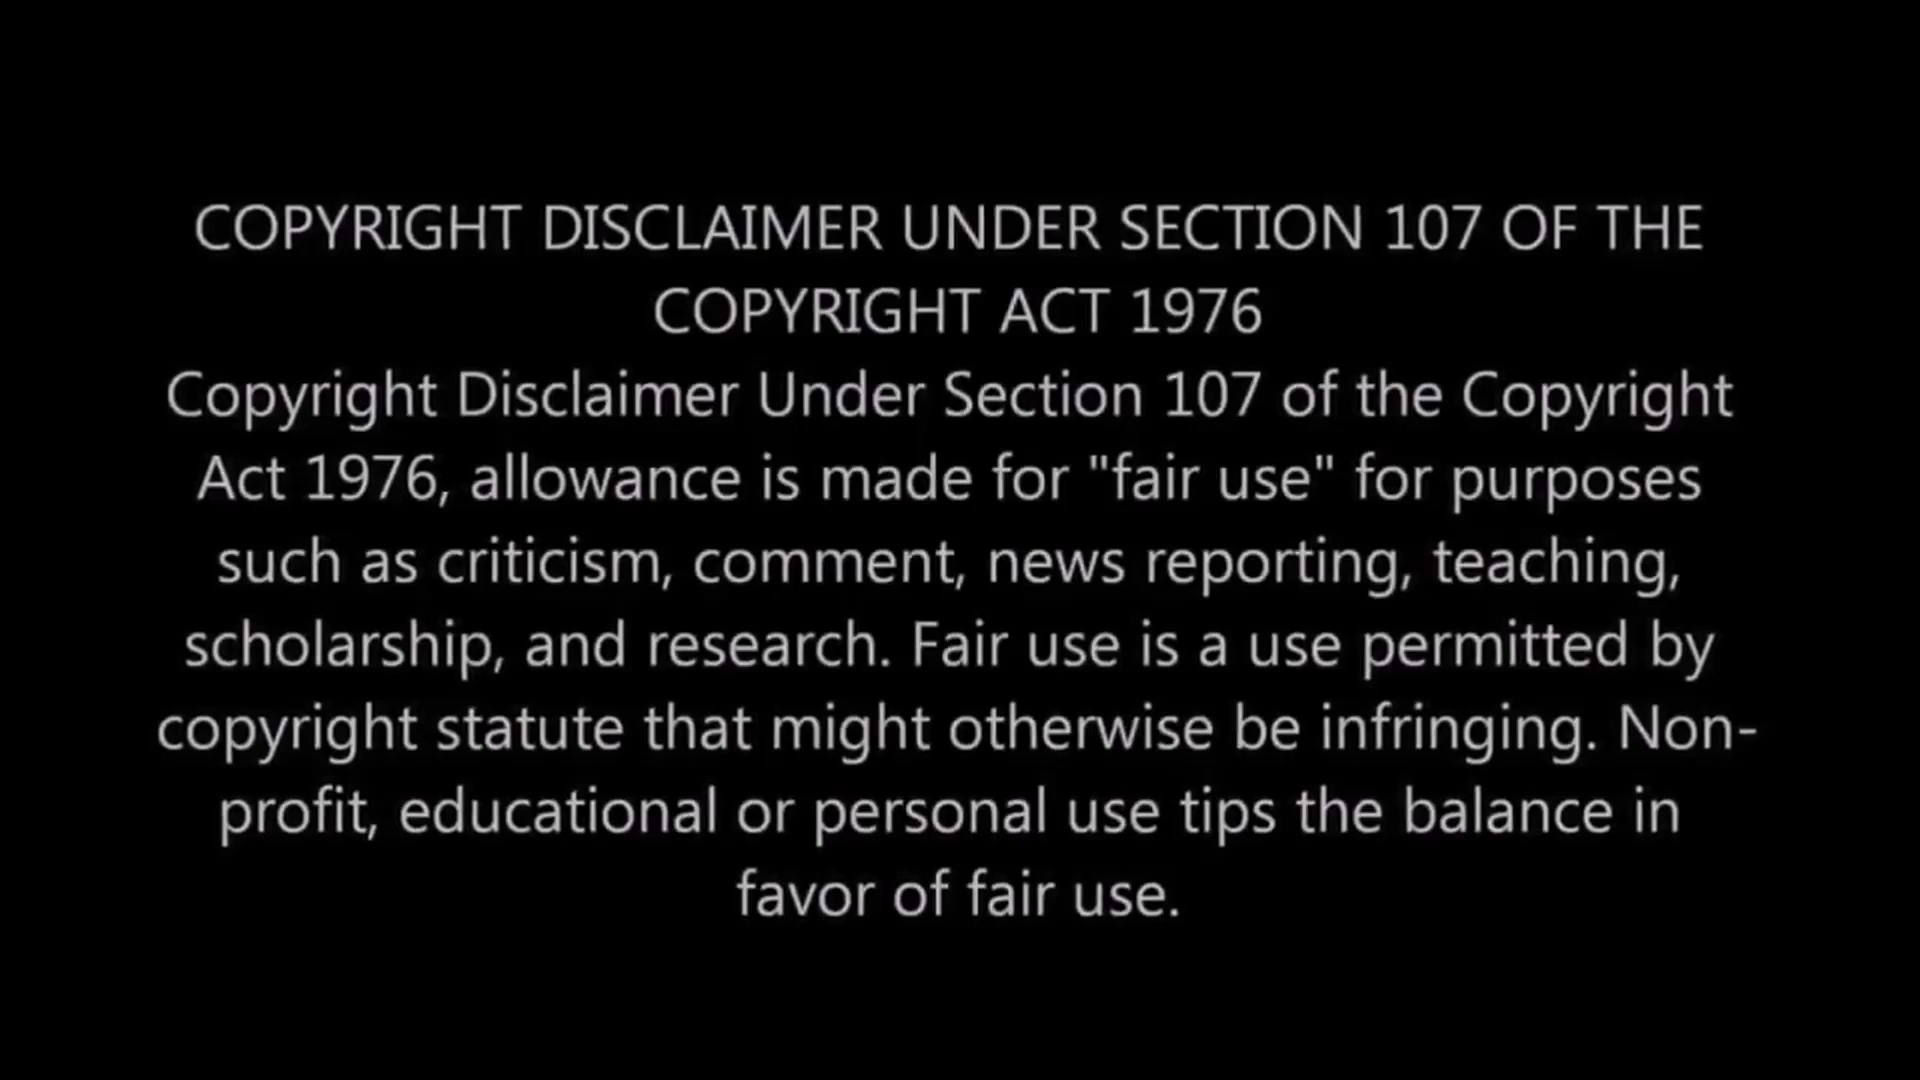 COPYRIGHT DISCLAIMER UNDER SECTION 107 OF THE
COPYRIGHT ACT 1976
Copyright Disclaimer Under Section 107 of the Copyright
Act 1976, allowance is made for "fair use" for purposes
such as criticism, comment, news reporting, teaching,
scholarship, and research. Fair use is a use permitted by
copyright statute that might otherwise be infringing. Non-
profit, educational or personal use tips the balance in
favor of fair use.